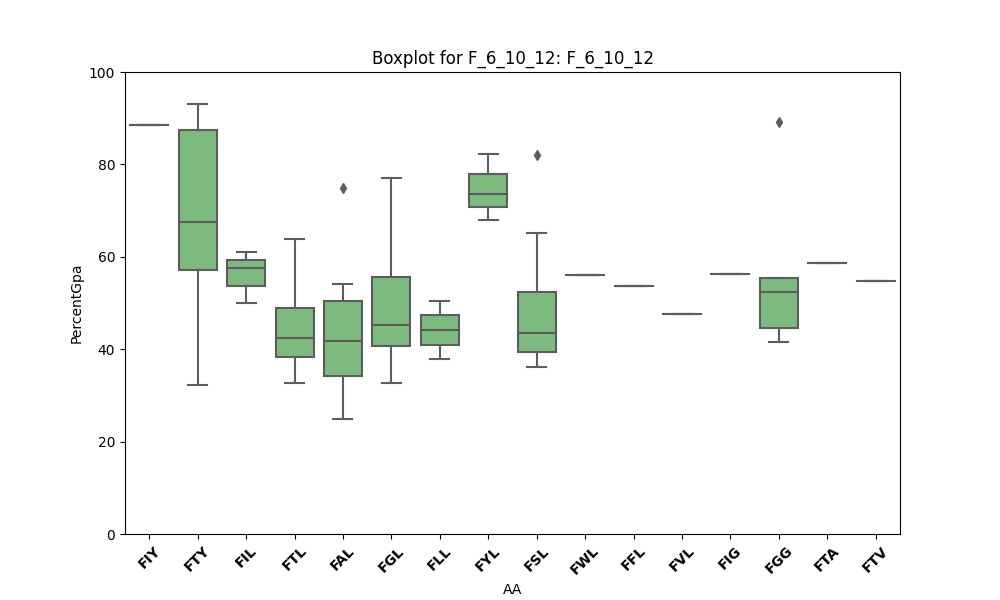 Boxplot for F_6_10_12: F_6_10_12
100
80
60
40
20
0
PercentGpa
FIY FTY FIL FTL FAL FGL FLL FYL FSL FWL FFL FVL FIG FGG FTA FTV
AA